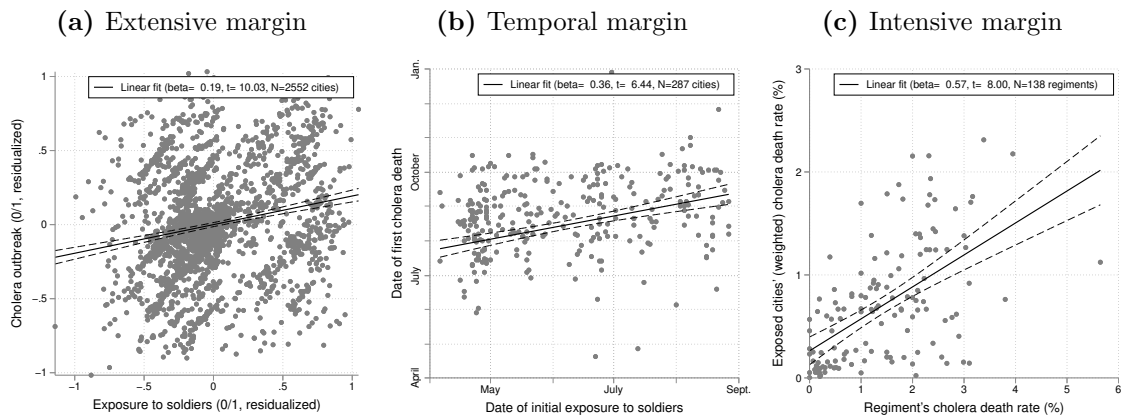 (a) Extensive margin
Linear fit (beta= 0.19, t= 10.03, N=2552 cities)
Cholera outbreak (0/1, residualized)
1
.5
0
-.5
-1
-1
-.5
0
.5
1
Exposure to soldiers (0/1, residualized)
(b) Temporal margin
Linear fit (beta= 0.36, t= 6.44, N=287 cities)
Date of first cholera death
Jan.
October
July
April
May
July
Sept.
Date of initial exposure to soldiers
(c) Intensive margin
Linear fit (beta= 0.57, t= 8.00, N=138 regiments)
Exposed cities' (weighted) cholera death rate (%)
3
2
1
0
0
1
2
3
4
5
6
Regiment's cholera death rate (%)